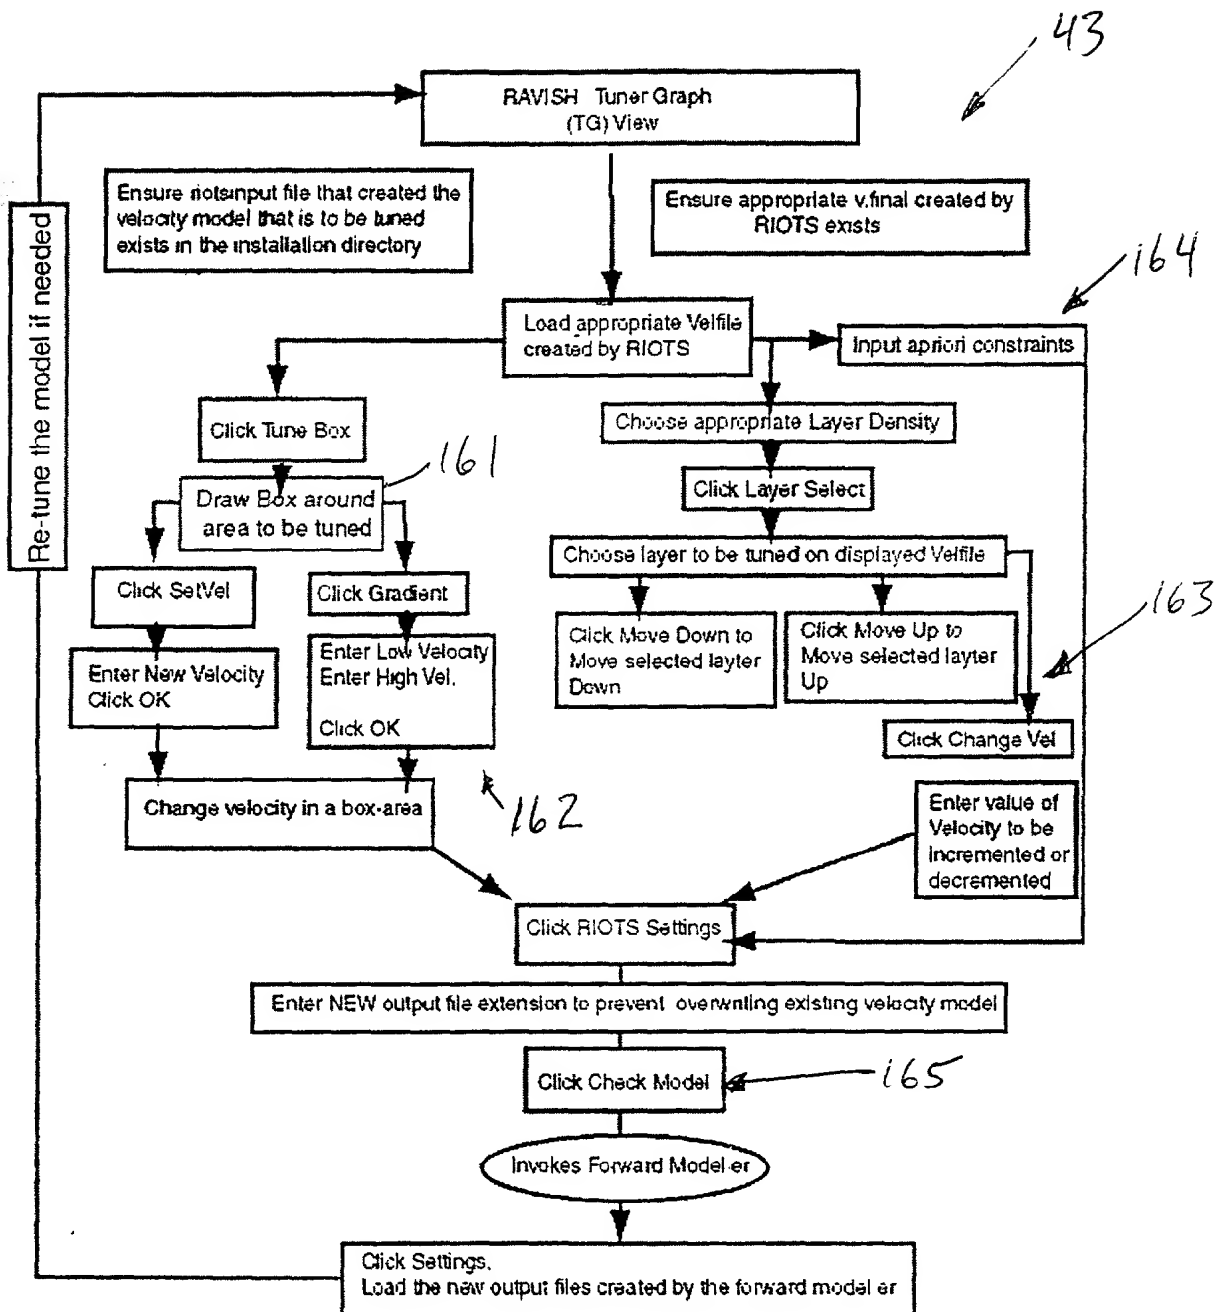 43
RAVISH Tuner Graph
(TG) View
Ensure riotsinput file that created the
velocity model that is to be tuned
exists in the installation directory
Ensure appropriate v.final created by
RIOTS exists
164
Re-tune the model if needed
Load appropriate Velfile
created by RIOTS
Input apriori constraints
Click Tune Box
Choose appropriate Layer Density
161
Draw Box around
area to be tuned
Click Layer Select
Choose layer to be tuned on displayed Velfile
Click SetVel
Click Gradient
163
Enter New Velocity
Click OK
Enter Low Velocity
Enter High Vel.
Click OK
Click Move Down to
Move selected layter
Down
Click Move Up to
Move selected layter
Up
Click Change Vel
Change velocity in a box-area
162
Enter value of
Velocity to be
incremented or
decremented
Click RIOTS Settings
Enter NEW output file extension to prevent overwriting existing velocity model
Click Check Model
165
Invokes Forward Model er
Click Settings.
Load the new output files created by the forward model er